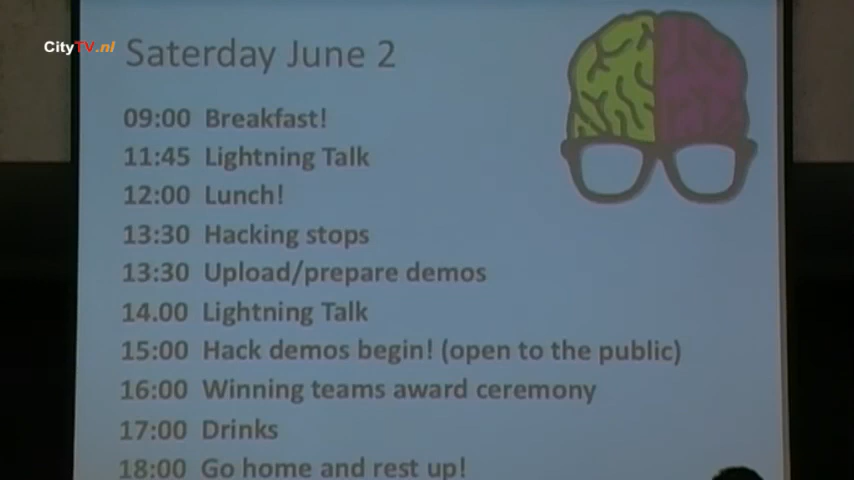 CityTV.nl
Saterday June 2
09:00 Breakfast!
11:45 Lightning Talk
12:00 Lunch!
13:30 Hacking stops
13:30 Upload/prepare demos
14.00 Lightning Talk
15:00 Hack demos begin! (open to the public)
16:00 Winning teams award ceremony
17:00 Drinks
18:00 Go home and rest up!